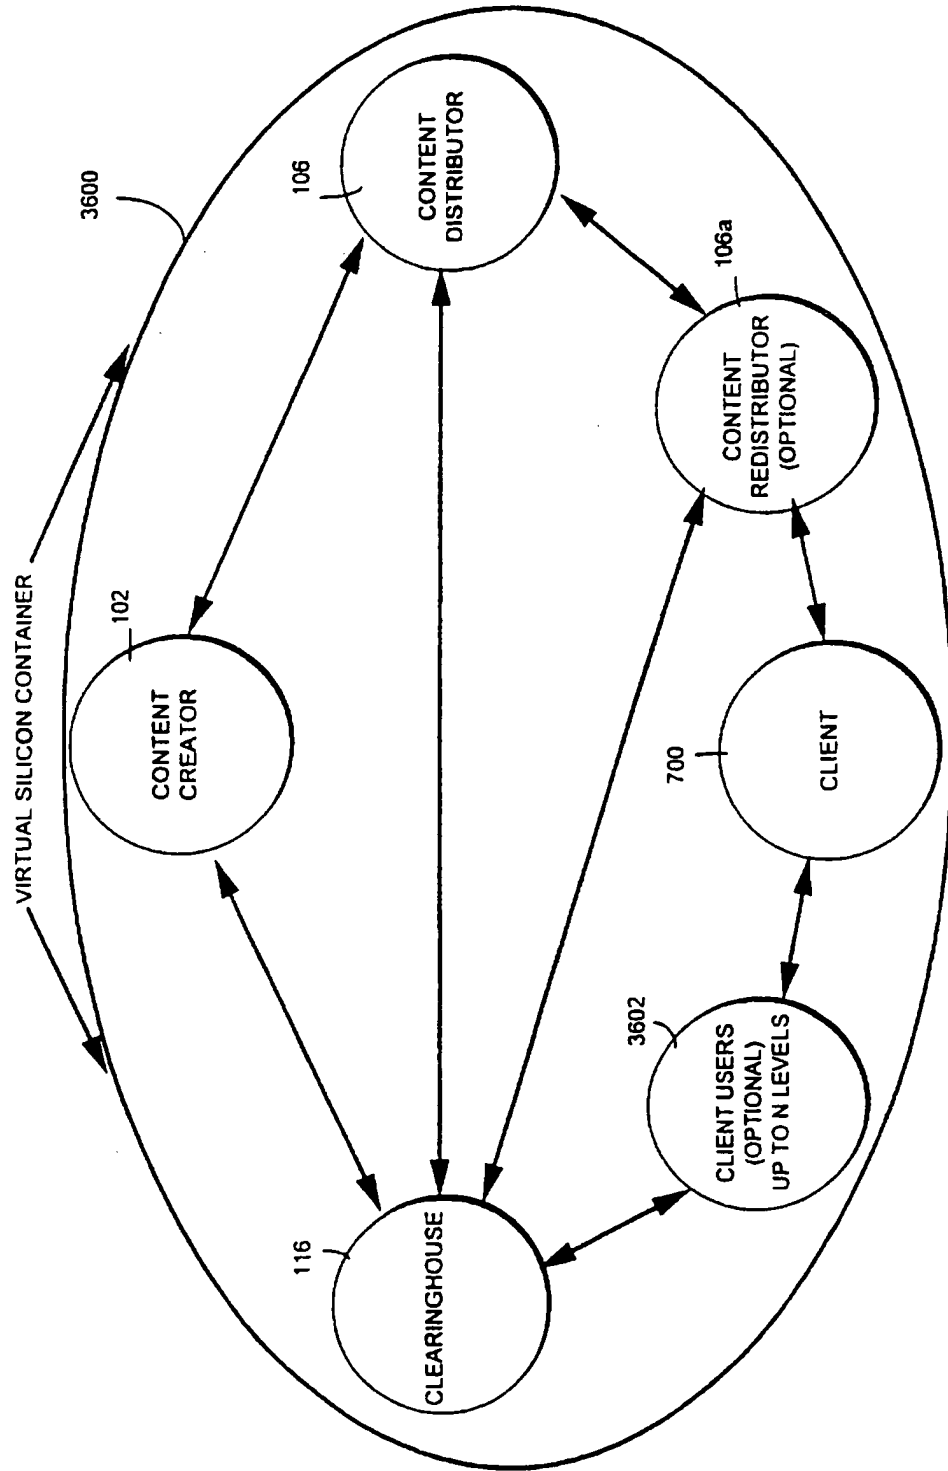 VIRTUAL SILICON CONTAINER
3600
102
CONTENT
CREATOR
106
CONTENT
DISTRIBUTOR
116
CLEARINGHOUSE
106a
CONTENT
REDISTRIBUTOR
(OPTIONAL)
3602
CLIENT USERS
(OPTIONAL)
UP TO N LEVELS
700
CLIENT